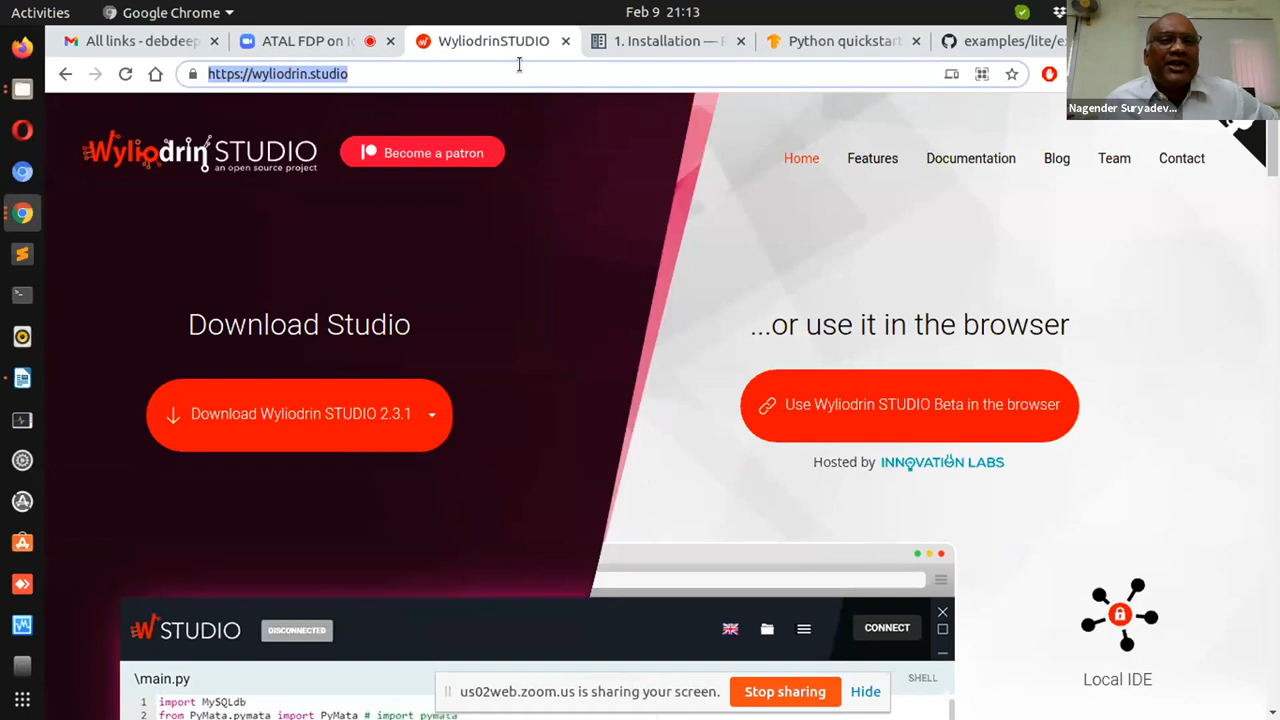 Activities
Google Chrome
Feb 9 21:13
All links - debdeep
ATAL FDP on Io
WyliodrinSTUDIO
1. Installation —
Python quickstart
examples/lite/e
https://wyliodrin.studio
Nagender Suryadev...
Wyliodrin STUDIO
an open source project
Become a patron
Home
Features
Documentation
Blog
Team
Contact
Download Studio
...or use it in the browser
Download Wyliodrin STUDIO 2.3.1
Use Wyliodrin STUDIO Beta in the browser
Hosted by INNOVATION LABS
W STUDIO
DISCONNECTED
CONNECT
\main.py
SHELL
1 import MySQLdb
2 from PyMata.pymata import PyMata # import pymata
us02web.zoom.us is sharing your screen.
Stop sharing
Hide
Local IDE